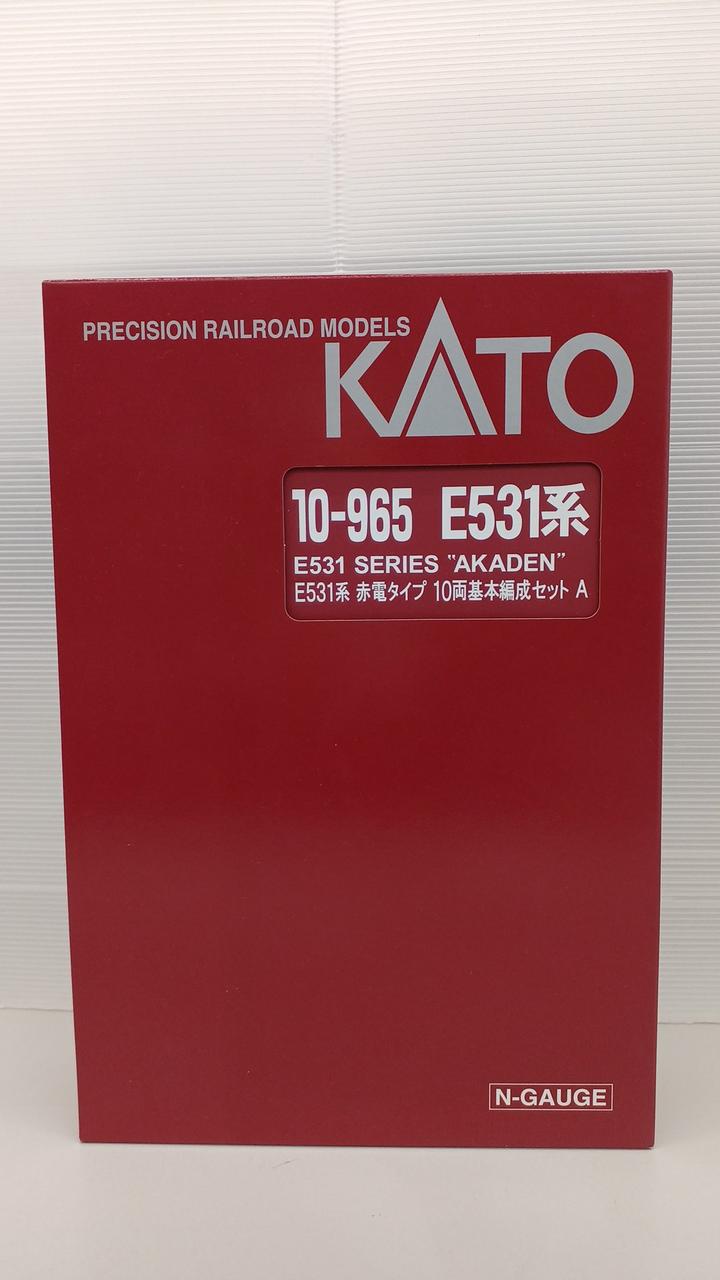 PRECISION RAILROAD MODELS
KATO
10-965 E531系
E531 SERIES "AKADEN"
E531系 赤電タイプ 10両基本編成セット A
N-GAUGE